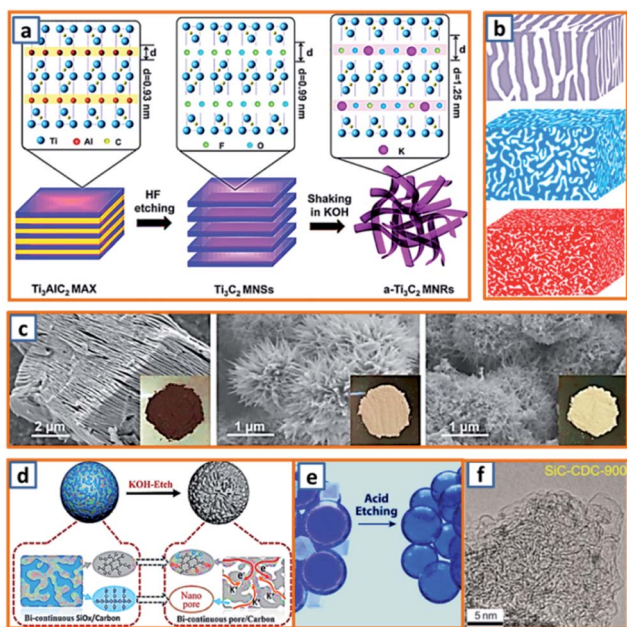 a
d
d=0.93 nm
Ti
Al
C
d
d=0.99 nm
F
O
d
d=1.25 nm
K
HF
etching
Shaking
in KOH
Ti₃AlC₂ MAX
Ti₃C₂ MNSs
a-Ti₃C₂ MNRs
b
c
2 μm
1 μm
1 μm
d
KOH-Etch
Bi-continuous SiOx/Carbon
Nano
pore
e⁻
e⁻
K⁺
K⁺
K⁺
Bi-continuous pore/Carbon
e
Acid
Etching
f
SiC-CDC-900
5 nm